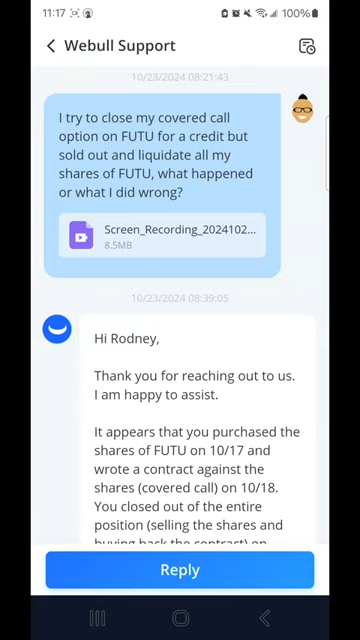 11:17
100%
Webull Support
10/23/2024 08:21:43
I try to close my covered call
option on FUTU for a credit but
sold out and liquidate all my
shares of FUTU, what happened
or what I did wrong?
Screen_Recording_2024102...
8.5MB
10/23/2024 08:39:05
Hi Rodney,
Thank you for reaching out to us.
I am happy to assist.
It appears that you purchased the
shares of FUTU on 10/17 and
wrote a contract against the
shares (covered call) on 10/18.
You closed out of the entire
position (selling the shares and
buying back the contract) on
Reply